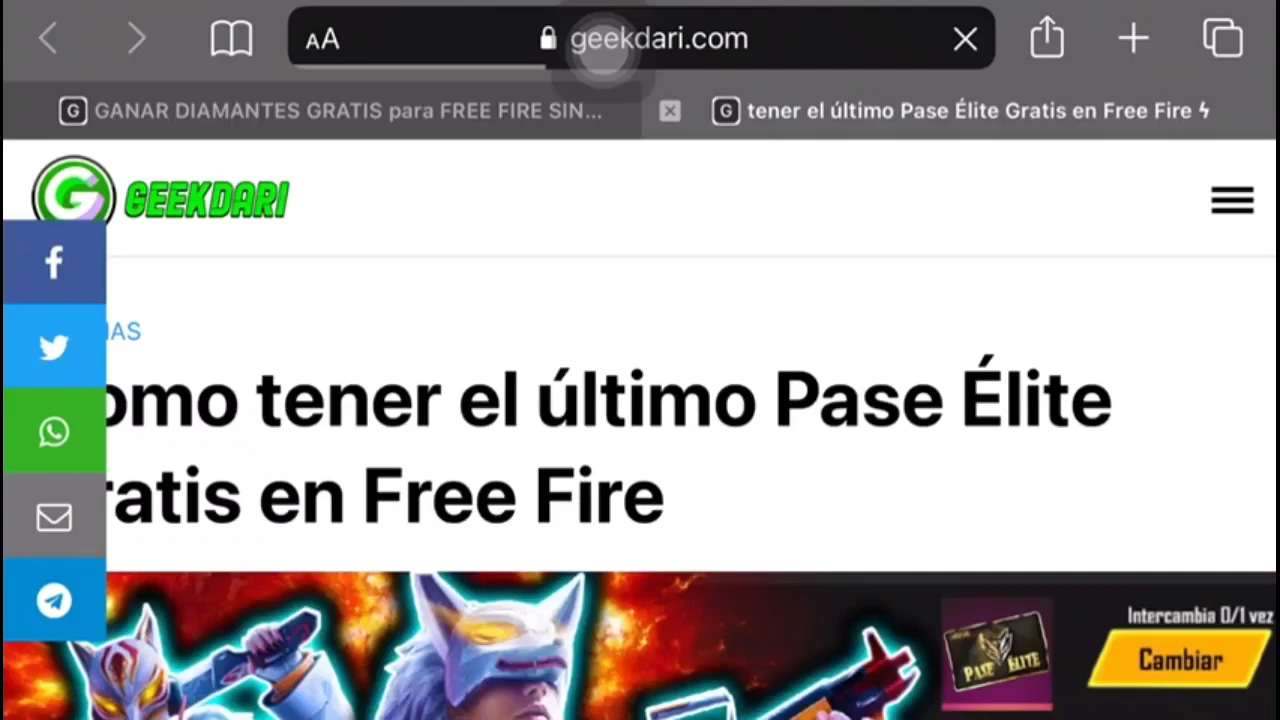 AA geekdari.com
GANAR DIAMANTES GRATIS para FREE FIRE SIN...
tener el último Pase Élite Gratis en Free Fire ϟ
GEEKDARI
IAS
omo tener el último Pase Élite
ratis en Free Fire
Intercambia 0/1 vez
PASE ÉLITE
Cambiar